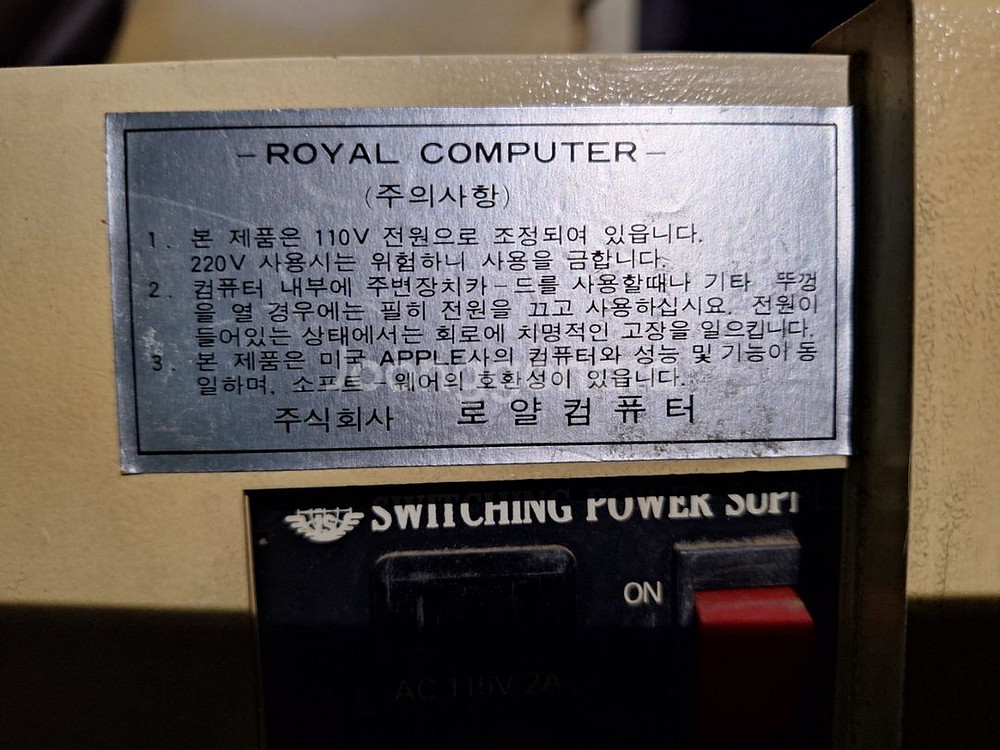 -ROYAL COMPUTER-
(주의사항)
1. 본 제품은 110V 전원으로 조정되여 있읍니다.
220V 사용시는 위험하니 사용을 금합니다.
2. 컴퓨터 내부에 주변장치카-드를 사용할때나 기타 뚜껑
을 열 경우에는 필히 전원을 끄고 사용하십시요. 전원이
들어있는 상태에서는 회로에 치명적인 고장을 일으킵니다.
3. 본 제품은 미국 APPLE사의 컴퓨터와 성능 및 기능이 동
일하며, 소프트-웨어의 호환성이 있읍니다.
주식회사 로얄컴퓨터
SWITCHING POWER
ON
AC 115V 2A